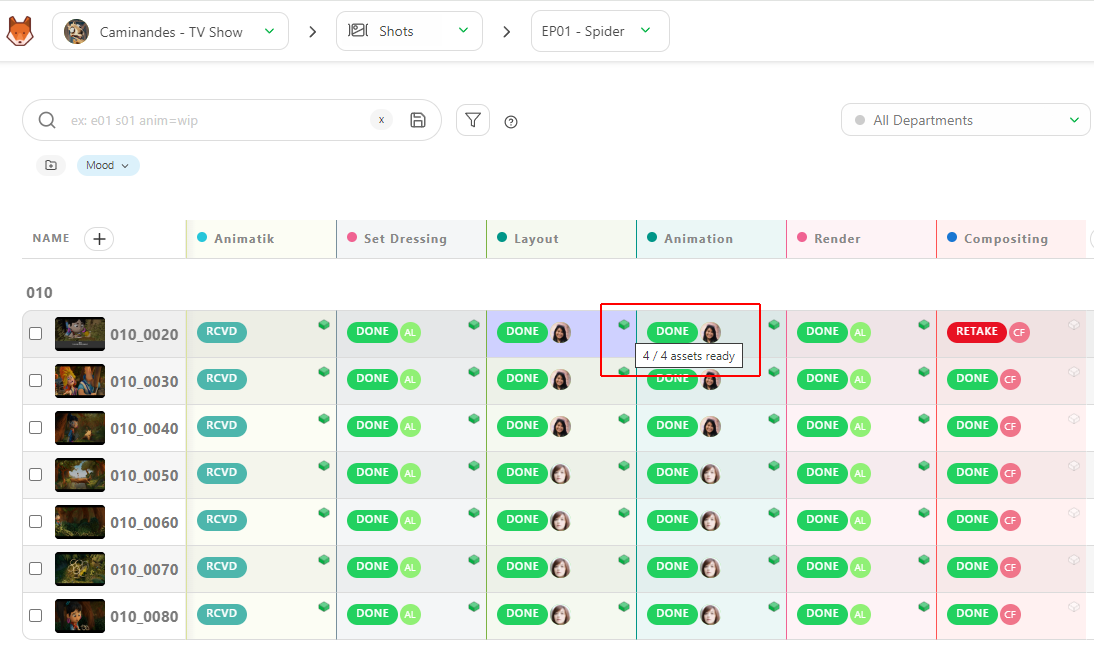 Caminandes - TV Show
Shots
EP01 - Spider
ex: e01 s01 anim=wip
x
All Departments
Mood
NAME
Animatik
Set Dressing
Layout
Animation
Render
Compositing
010
010_0020 RCVD DONE AL DONE DONE DONE AL RETAKE CF
4 / 4 assets ready
010_0030 RCVD DONE AL DONE DONE DONE AL DONE CF
010_0040 RCVD DONE AL DONE DONE DONE AL DONE CF
010_0050 RCVD DONE AL DONE DONE DONE AL DONE CF
010_0060 RCVD DONE AL DONE DONE DONE AL DONE CF
010_0070 RCVD DONE AL DONE DONE DONE AL DONE CF
010_0080 RCVD DONE AL DONE DONE DONE AL DONE CF